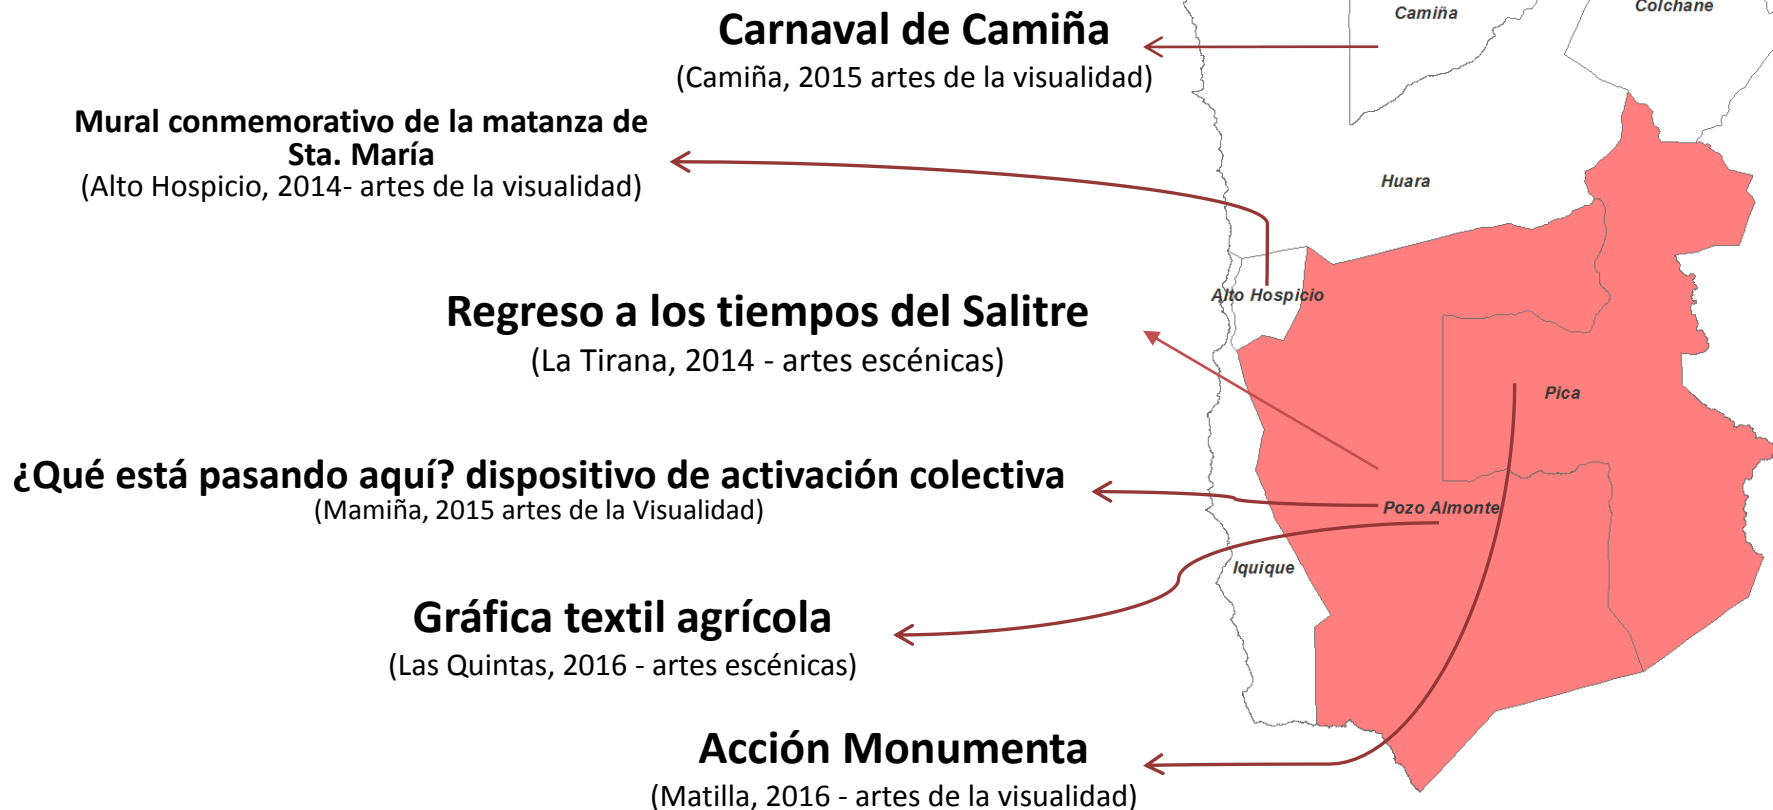 Carnaval de Camiña
(Camiña, 2015 artes de la visualidad)
Mural conmemorativo de la matanza de
Sta. María
(Alto Hospicio, 2014- artes de la visualidad)
Regreso a los tiempos del Salitre
(La Tirana, 2014 - artes escénicas)
¿Qué está pasando aquí? dispositivo de activación colectiva
(Mamiña, 2015 artes de la Visualidad)
Gráfica textil agrícola
(Las Quintas, 2016 - artes escénicas)
Acción Monumenta
(Matilla, 2016 - artes de la visualidad)
Camiña
Colchane
Huara
Alto Hospicio
Pica
Pozo Almonte
Iquique